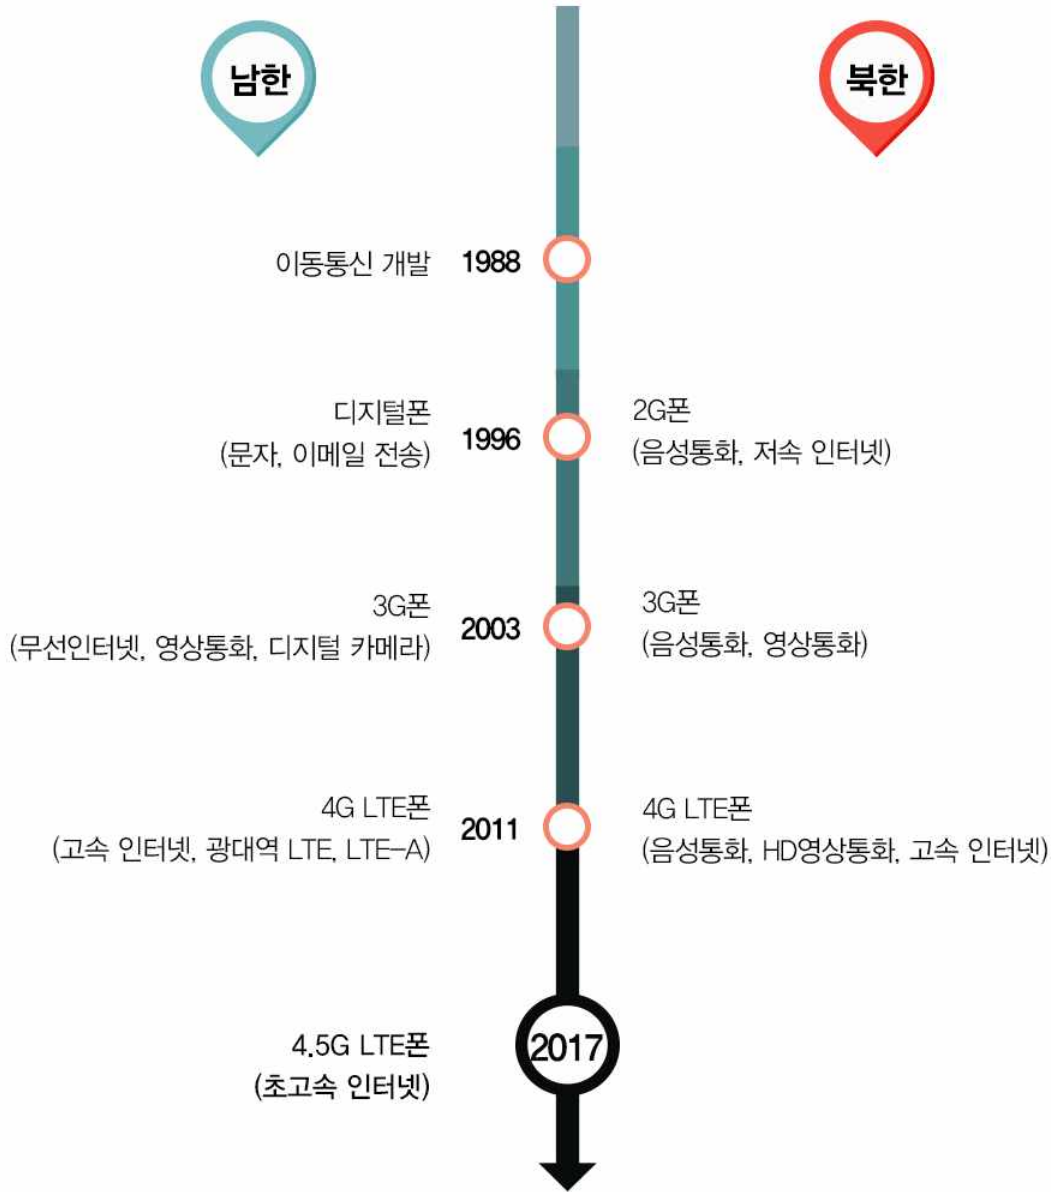 남한
북한
이동통신 개발 1988
디지털폰
(문자, 이메일 전송)
1996
2G폰
(음성통화, 저속 인터넷)
3G폰
(무선인터넷, 영상통화, 디지털 카메라)
2003
3G폰
(음성통화, 영상통화)
4G LTE폰
(고속 인터넷, 광대역 LTE, LTE-A)
2011
4G LTE폰
(음성통화, HD영상통화, 고속 인터넷)
4.5G LTE폰
(초고속 인터넷)
2017